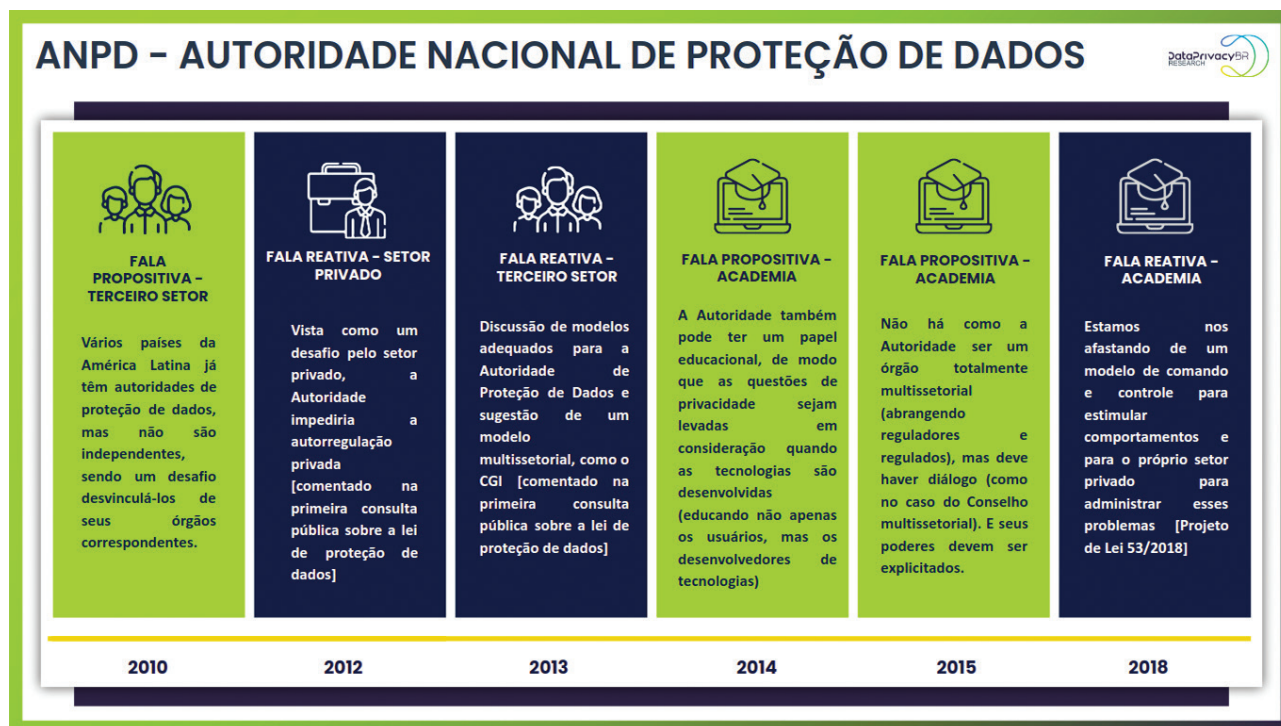 ANPD – AUTORIDADE NACIONAL DE PROTEÇÃO DE DADOS
DataPrivacyBR
RESEARCH
FALA
PROPOSITIVA –
TERCEIRO SETOR
Vários países da
América Latina já
têm autoridades de
proteção de dados,
mas não são
independentes,
sendo um desafio
desvinculá-los de
seus órgãos
correspondentes.
2010
FALA REATIVA – SETOR
PRIVADO
Vista como um
desafio pelo setor
privado, a
Autoridade
impediria a
autorregulação
privada
[comentado na
primeira consulta
pública sobre a lei
de proteção de
dados]
2012
FALA REATIVA –
TERCEIRO SETOR
Discussão de modelos
adequados para a
Autoridade de
Proteção de Dados e
sugestão de um
modelo
multissetorial, como o
CGI [comentado na
primeira consulta
pública sobre a lei de
proteção de dados]
2013
FALA PROPOSITIVA –
ACADEMIA
A Autoridade também
pode ter um papel
educacional, de modo
que as questões de
privacidade sejam
levadas em
consideração quando
as tecnologias são
desenvolvidas
(educando não apenas
os usuários, mas os
desenvolvedores de
tecnologias)
2014
FALA PROPOSITIVA –
ACADEMIA
Não há como a
Autoridade ser um
órgão totalmente
multissetorial
(abrangendo
reguladores e
regulados), mas deve
haver diálogo (como
no caso do Conselho
multissetorial). E seus
poderes devem ser
explicitados.
2015
FALA REATIVA –
ACADEMIA
Estamos nos
afastando de um
modelo de comando
e controle para
estimular
comportamentos e
para o próprio setor
privado para
administrar esses
problemas [Projeto
de Lei 53/2018]
2018